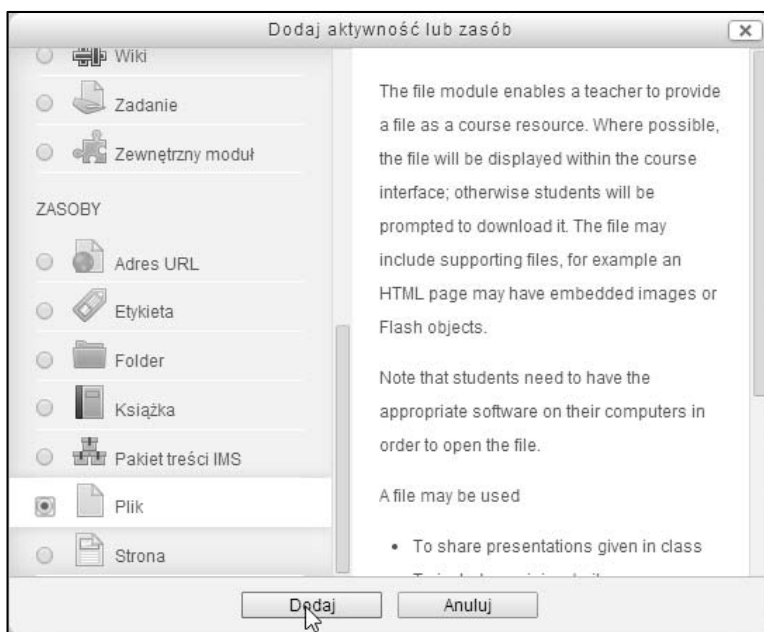 Dodaj aktywność lub zasób
Wiki
Zadanie
Zewnętrzny moduł
ZASOBY
Adres URL
Etykieta
Folder
Książka
Pakiet treści IMS
Plik
Strona
The file module enables a teacher to provide
a file as a course resource. Where possible,
the file will be displayed within the course
interface; otherwise students will be
prompted to download it. The file may
include supporting files, for example an
HTML page may have embedded images or
Flash objects.
Note that students need to have the
appropriate software on their computers in
order to open the file.
A file may be used
• To share presentations given in class
Dodaj
Anuluj